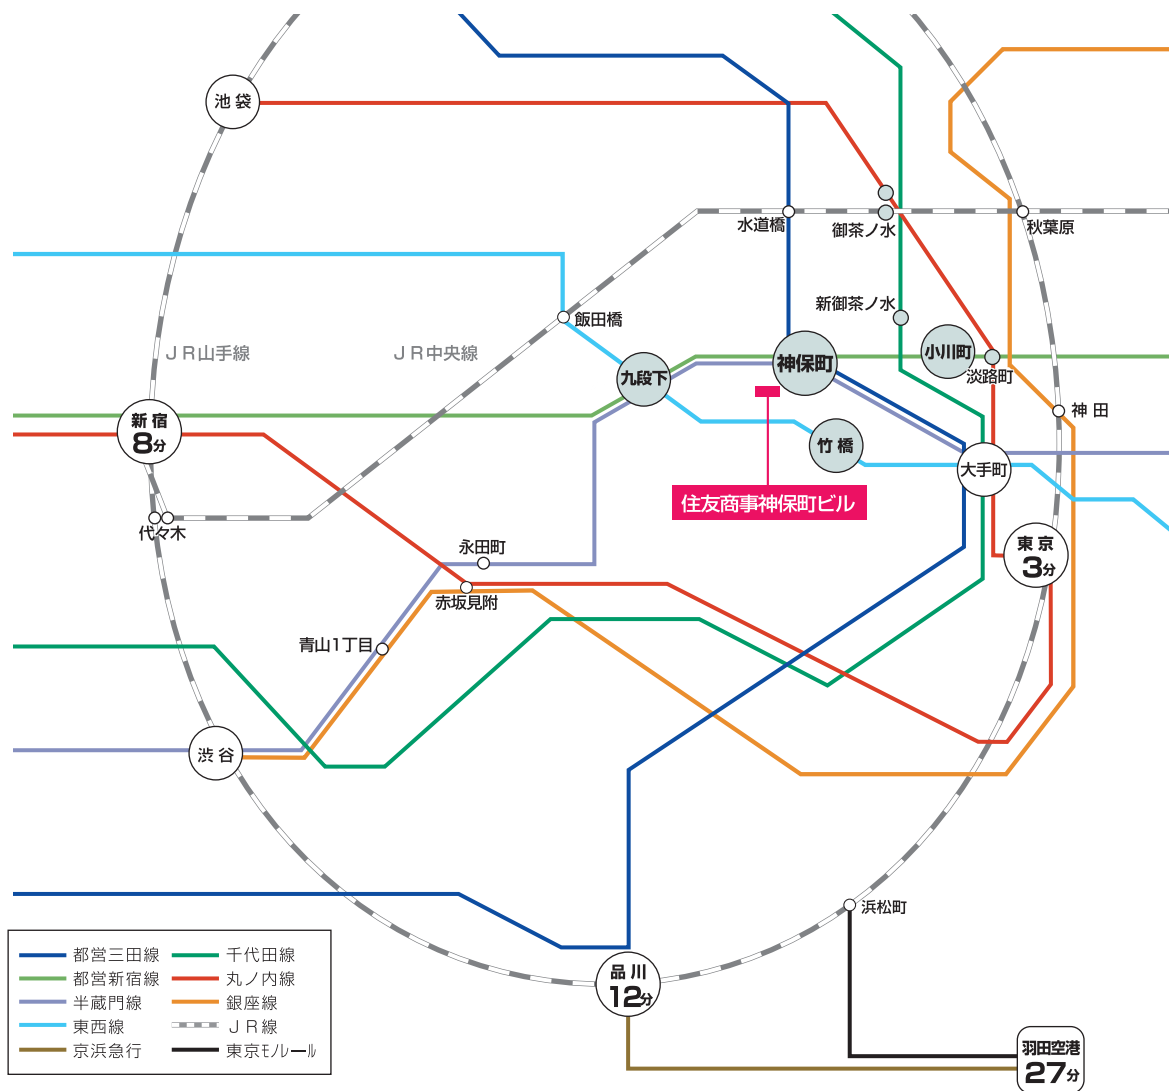 池袋
水道橋
御茶ノ水
秋葉原
新御茶ノ水
飯田橋
JR山手線
JR中央線
小川町
神保町
九段下
淡路町
新宿
8分
神田
竹橋
大手町
住友商事神保町ビル
代々木
東京
3分
永田町
赤坂見附
青山1丁目
渋谷
浜松町
品川
12分
羽田空港
27分
都営三田線
千代田線
都営新宿線
丸ノ内線
半蔵門線
銀座線
東西線
JR線
京浜急行
東京モノレール